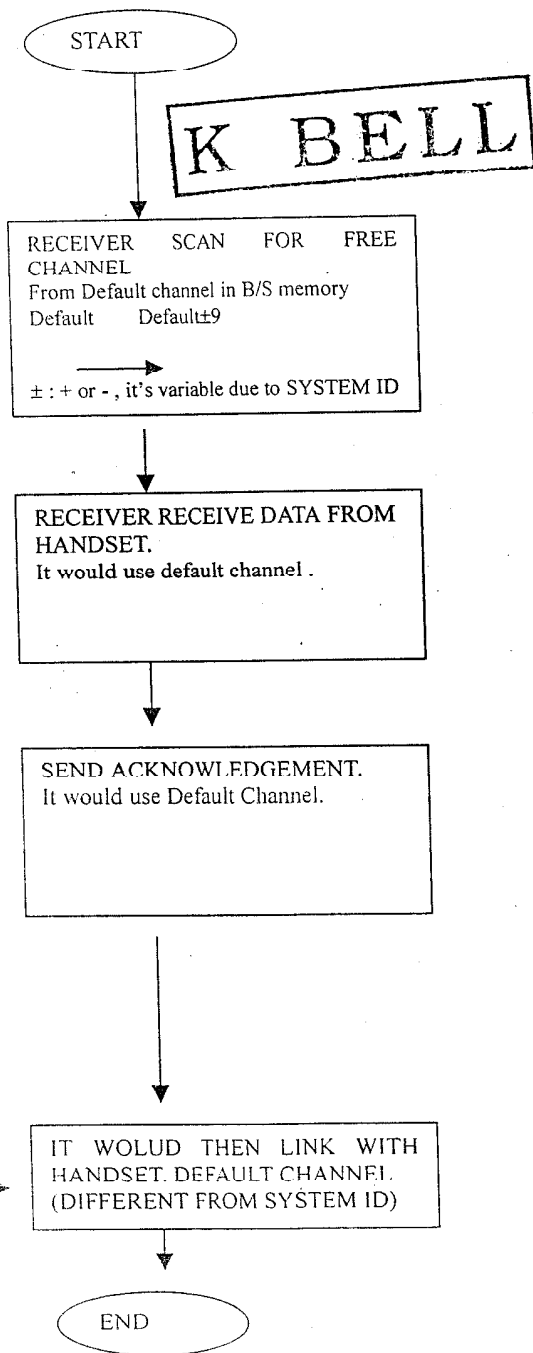 START
K BELL
RECEIVER SCAN FOR FREE
CHANNEL
From Default channel in B/S memory
Default Default±9
± : + or - , it's variable due to SYSTEM ID
RECEIVER RECEIVE DATA FROM
HANDSET.
It would use default channel .
SEND ACKNOWLEDGEMENT.
It would use Default Channel.
IT WOLUD THEN LINK WITH
HANDSET. DEFAULT CHANNEL
(DIFFERENT FROM SYSTEM ID)
END